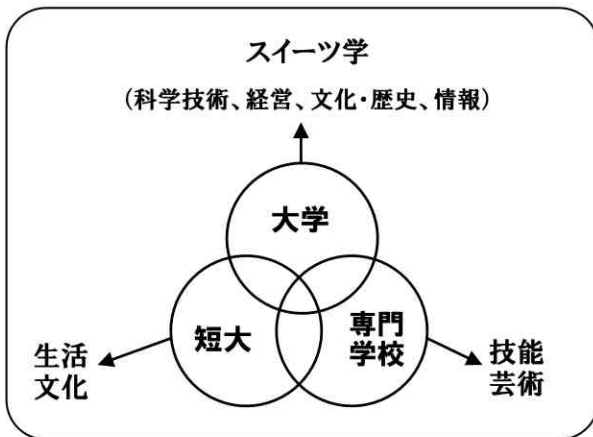 スイーツ学
（科学技術、経営、文化・歴史、情報）
大学
短大
専門
学校
生活
文化
技能
芸術